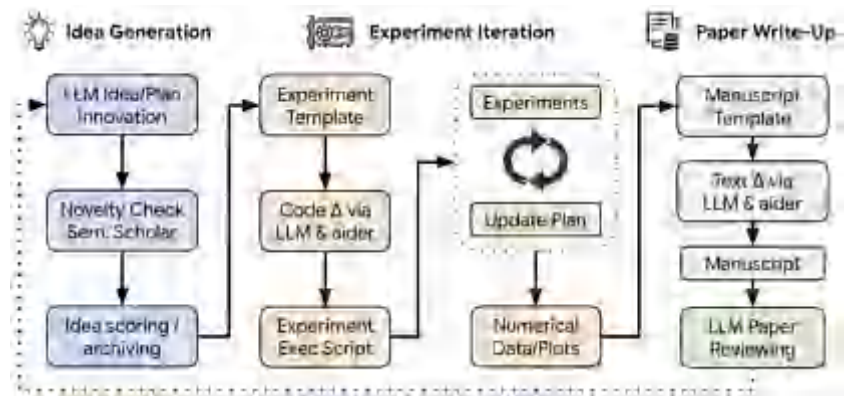 Idea Generation
Experiment Iteration
Paper Write-Up
LLM Idea/Plan
Innovation
Novelty Check
Sem. Scholar
Idea scoring /
archiving
Experiment
Template
Code Δ via
LLM & aider
Experiment
Exec Script
Experiments
Update Plan
Numerical
Data/Plots
Manuscript
Template
Text Δ via
LLM & aider
Manuscript
LLM Paper
Reviewing